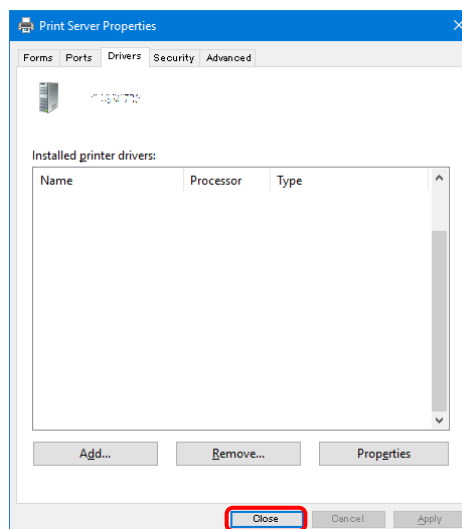 Print Server Properties
Forms Ports Drivers Security Advanced
Installed printer drivers:
Name Processor Type
Add... Remove... Properties
Close Cancel Apply